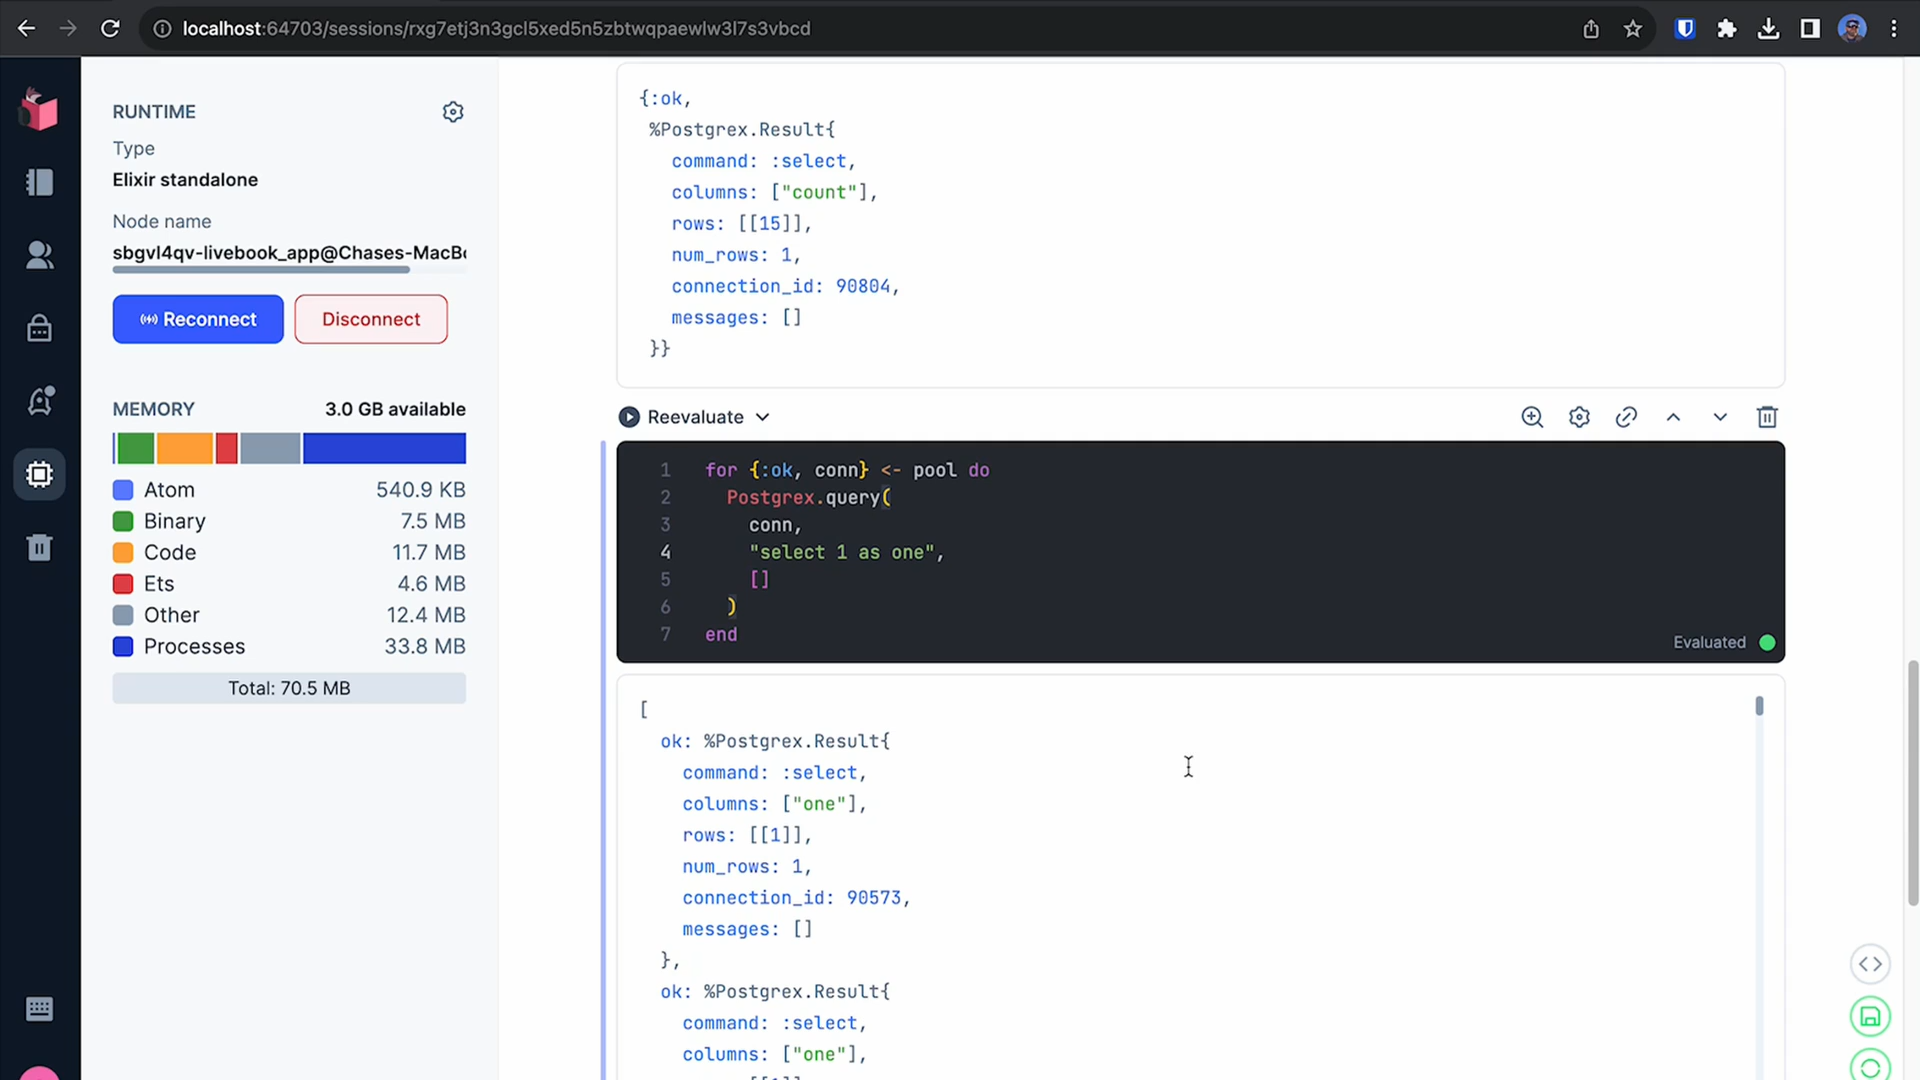 localhost:64703/sessions/rxg7etj3n3gcl5xed5n5zbtwqpaewlw3l7s3vbcd
RUNTIME
Type
Elixir standalone
Node name
sbgvl4qv-livebook_app@Chases-MacBo
Reconnect
Disconnect
MEMORY 3.0 GB available
Atom 540.9 KB
Binary 7.5 MB
Code 11.7 MB
Ets 4.6 MB
Other 12.4 MB
Processes 33.8 MB
Total: 70.5 MB
{:ok,
%Postgrex.Result{
command: :select,
columns: ["count"],
rows: [[15]],
num_rows: 1,
connection_id: 90804,
messages: []
}}
Reevaluate
1 for {:ok, conn} <- pool do
2 Postgrex.query(
3 conn,
4 "select 1 as one",
5 []
6 )
7 end
Evaluated
[
ok: %Postgrex.Result{
command: :select,
columns: ["one"],
rows: [[1]],
num_rows: 1,
connection_id: 90573,
messages: []
},
ok: %Postgrex.Result{
command: :select,
columns: ["one"],